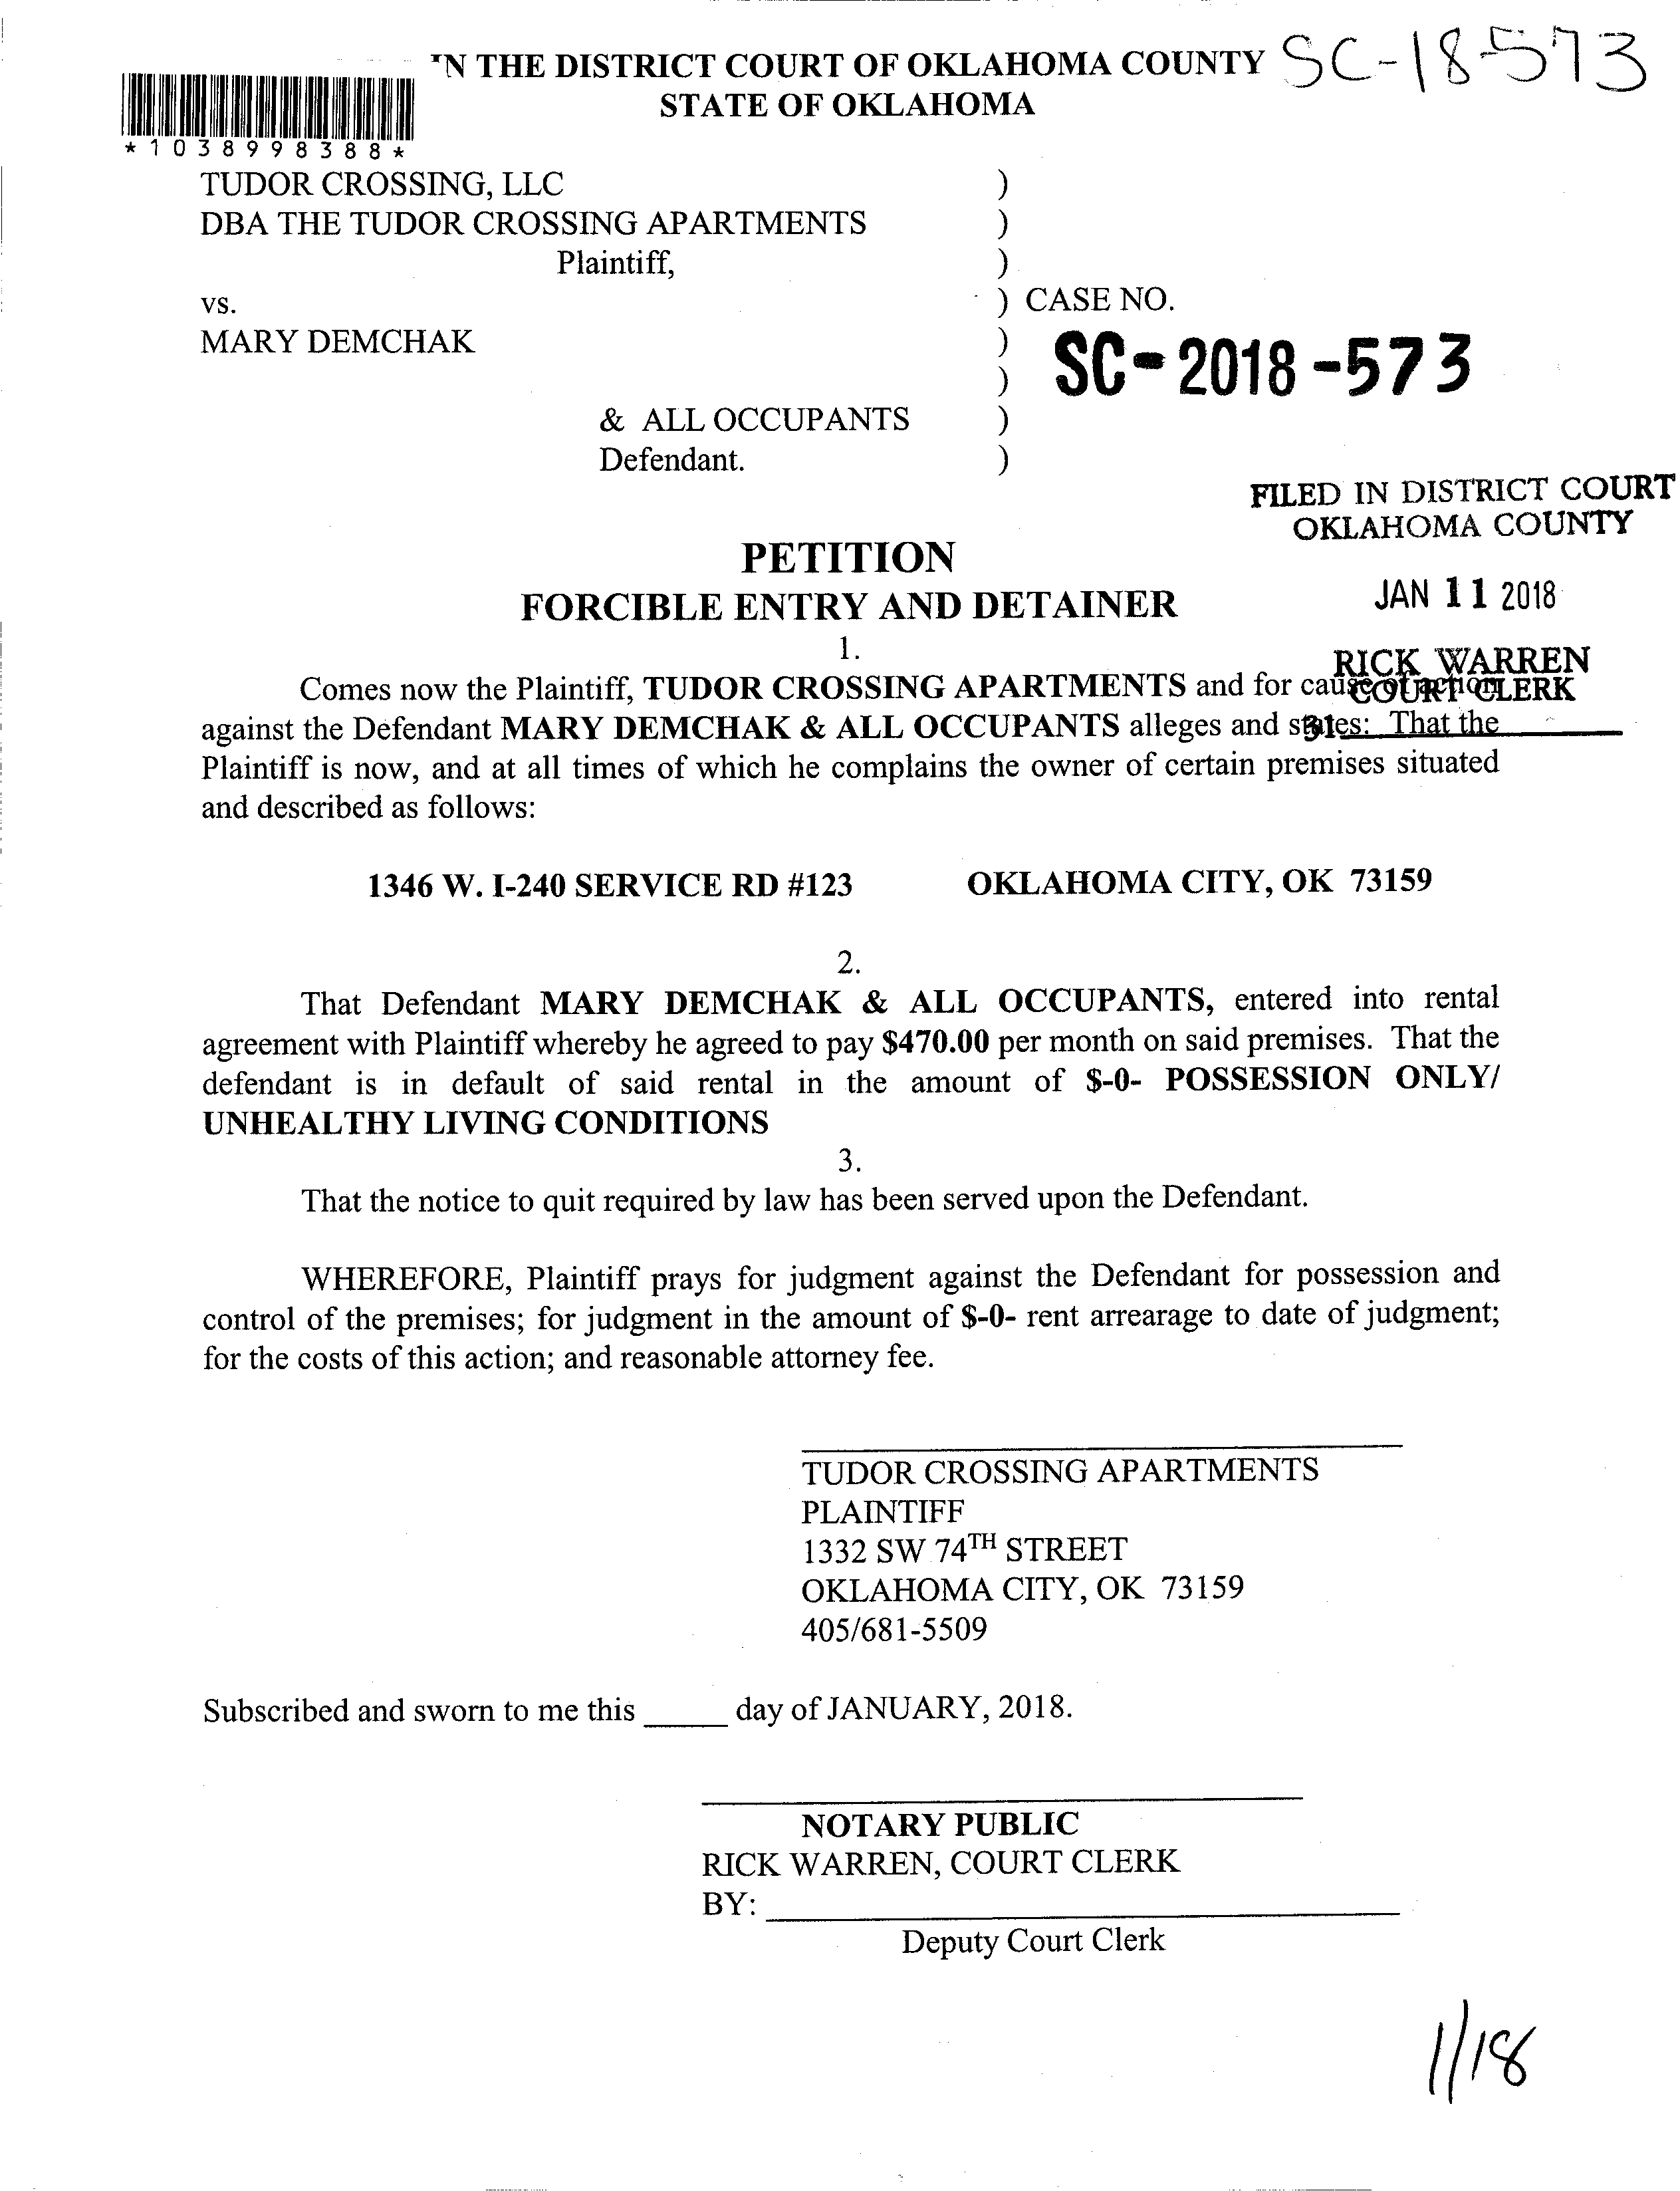 IN THE DISTRICT COURT OF OKLAHOMA COUNTY SC-18-573
STATE OF OKLAHOMA
*1038998388*
TUDOR CROSSING, LLC )
DBA THE TUDOR CROSSING APARTMENTS )
Plaintiff, )
vs. ) CASE NO.
MARY DEMCHAK )
) SC-2018-573
& ALL OCCUPANTS )
Defendant. )
FILED IN DISTRICT COURT
OKLAHOMA COUNTY
JAN 11 2018
RICK WARREN
COURT CLERK
31
PETITION
FORCIBLE ENTRY AND DETAINER
1.
Comes now the Plaintiff, TUDOR CROSSING APARTMENTS and for cause of action
against the Defendant MARY DEMCHAK & ALL OCCUPANTS alleges and states: That the
Plaintiff is now, and at all times of which he complains the owner of certain premises situated
and described as follows:
1346 W. I-240 SERVICE RD #123 OKLAHOMA CITY, OK 73159
2.
That Defendant MARY DEMCHAK & ALL OCCUPANTS, entered into rental
agreement with Plaintiff whereby he agreed to pay $470.00 per month on said premises. That the
defendant is in default of said rental in the amount of $-0- POSSESSION ONLY/
UNHEALTHY LIVING CONDITIONS
3.
That the notice to quit required by law has been served upon the Defendant.
WHEREFORE, Plaintiff prays for judgment against the Defendant for possession and
control of the premises; for judgment in the amount of $-0- rent arrearage to date of judgment;
for the costs of this action; and reasonable attorney fee.
TUDOR CROSSING APARTMENTS
PLAINTIFF
1332 SW 74TH STREET
OKLAHOMA CITY, OK 73159
405/681-5509
Subscribed and sworn to me this _____ day of JANUARY, 2018.
NOTARY PUBLIC
RICK WARREN, COURT CLERK
BY:
Deputy Court Clerk
1/18